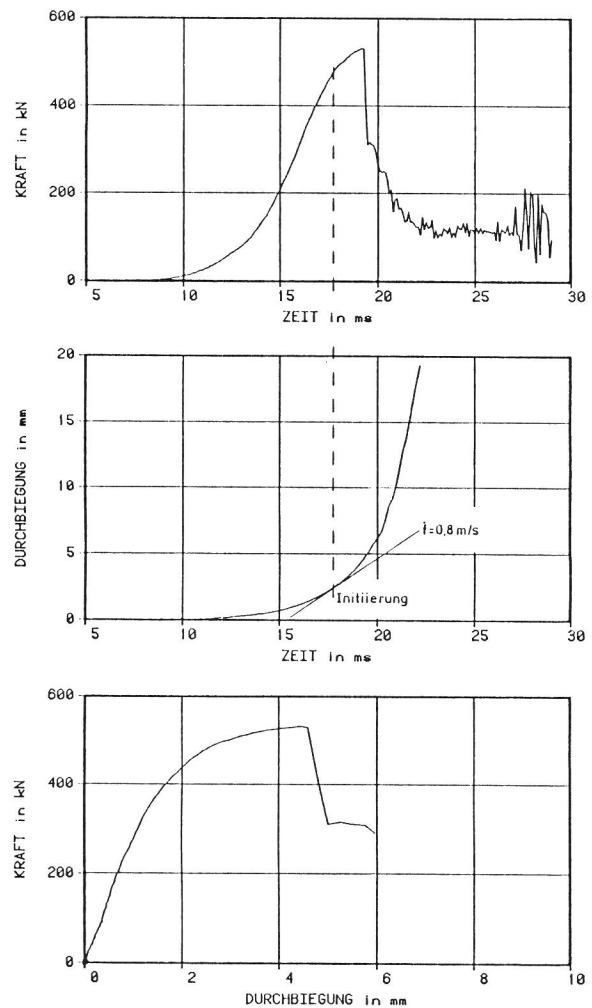 600
400
200
0
KRAFT in kN
5 10 15 20 25 30
ZEIT in ms
20
15
10
5
0
DURCHBIEGUNG in mm
ḟ=0,8 m/s
Initiierung
5 10 15 20 25 30
ZEIT in ms
600
400
200
0
KRAFT in kN
0 2 4 6 8 10
DURCHBIEGUNG in mm